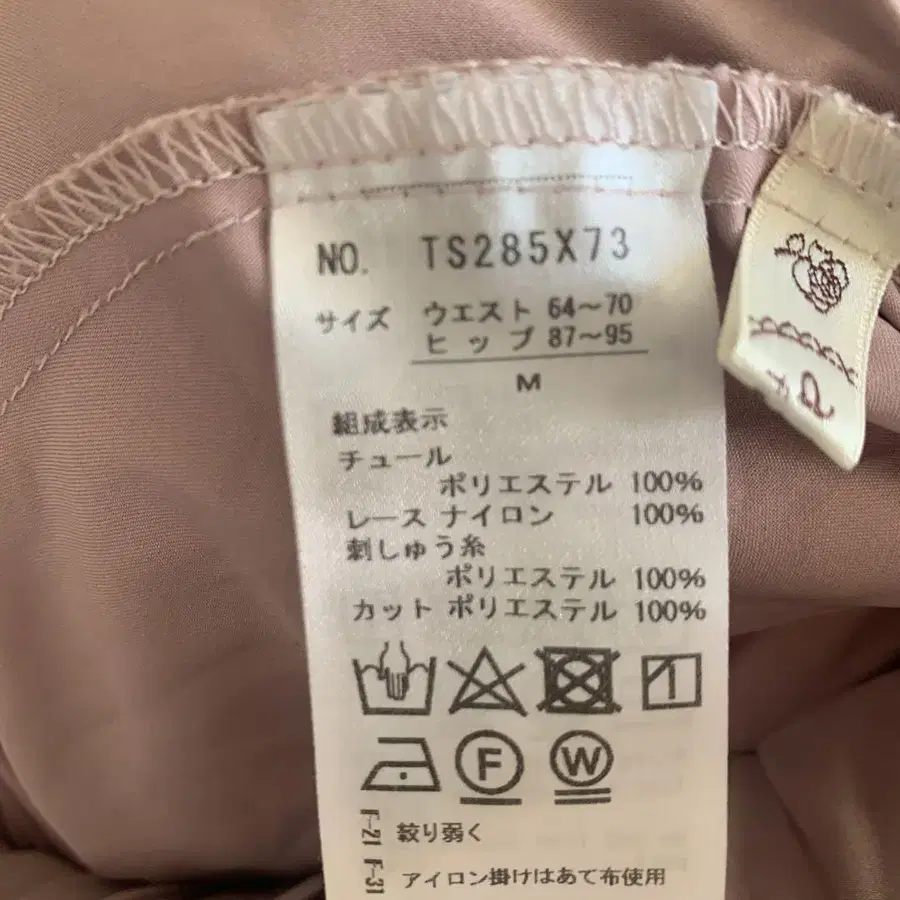 NO. TS285X73
サイズ ウエスト 64～70
ヒップ 87～95
M
組成表示
チュール
ポリエステル 100%
レース ナイロン 100%
刺しゅう糸
ポリエステル 100%
カット ポリエステル 100%
F
W
F-21 絞り弱く
F-31 アイロン掛けはあて布使用